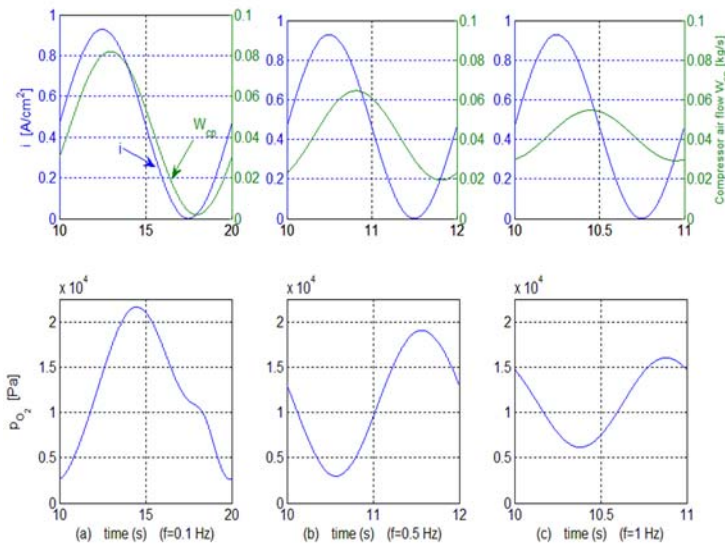 1 0.1 1 0.1 1 0.1
0.8 0.08 0.8 0.08 0.8 0.08
0.6 0.06 0.6 0.06 0.6 0.06
0.4 0.04 0.4 0.04 0.4 0.04
0.2 0.02 0.2 0.02 0.2 0.02
0 0 0 0 0 0
i [A/cm²]
i
W_cp
Compressor air flow W [kg/s]
10 15 20 10 11 12 10 10.5 11
x 10⁴ x 10⁴ x 10⁴
2 2 2
1.5 1.5 1.5
1 1 1
0.5 0.5 0.5
0 0 0
p_O₂ [Pa]
10 15 20 10 11 12 10 10.5 11
(a) time (s) (f=0.1 Hz) (b) time (s) (f=0.5 Hz) (c) time (s) (f=1 Hz)